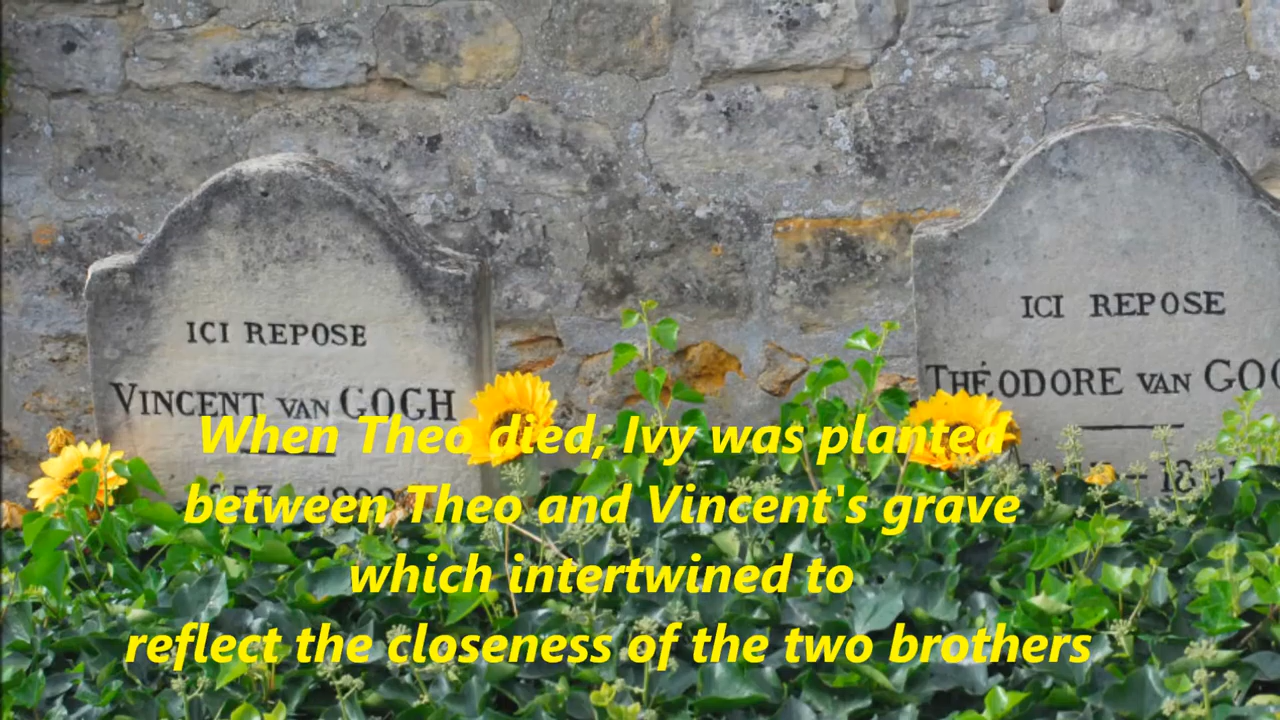 ICI REPOSE
VINCENT VAN GOGH
ICI REPOSE
THÉODORE VAN
When Theo died, Ivy was planted
between Theo and Vincent's grave
which intertwined to
reflect the closeness of the two brothers